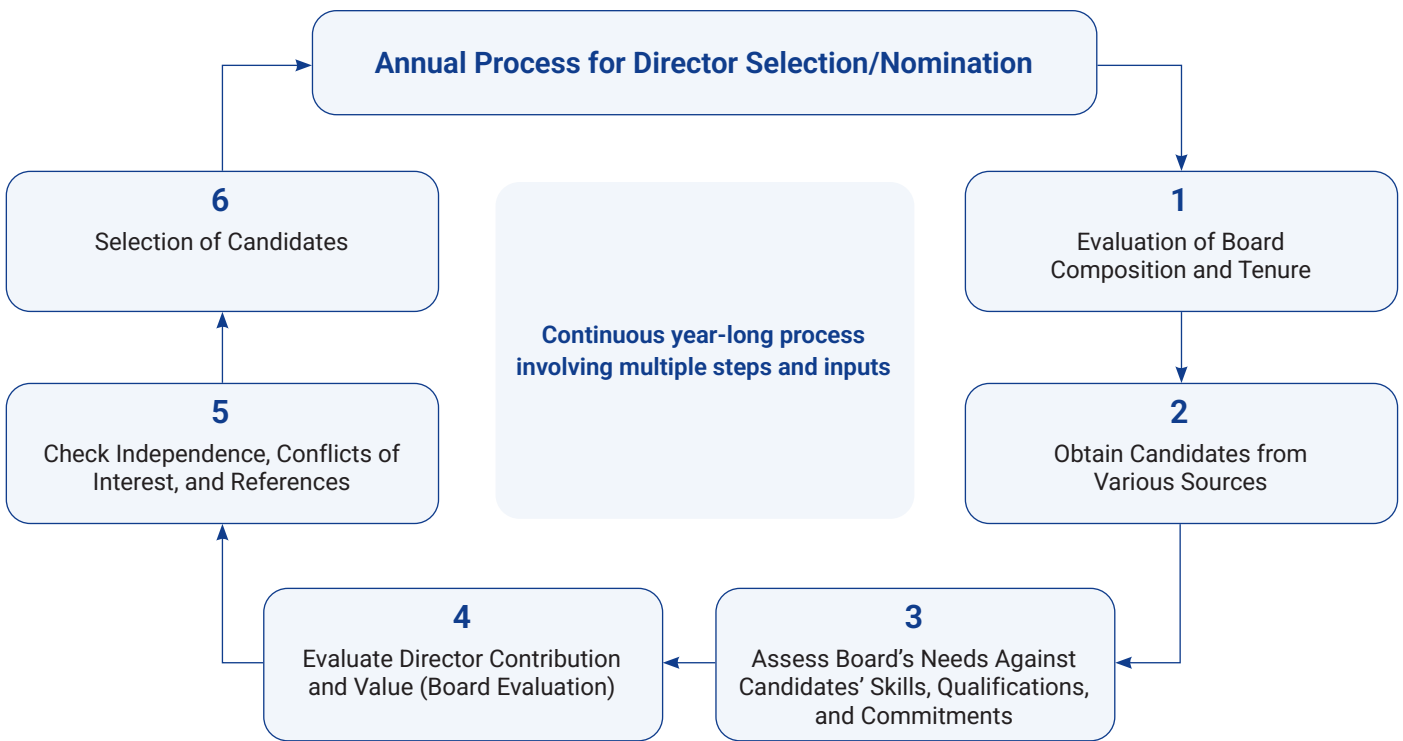 Annual Process for Director Selection/Nomination
1
Evaluation of Board
Composition and Tenure
2
Obtain Candidates from
Various Sources
3
Assess Board’s Needs Against
Candidates’ Skills, Qualifications,
and Commitments
4
Evaluate Director Contribution
and Value (Board Evaluation)
5
Check Independence, Conflicts of
Interest, and References
6
Selection of Candidates
Continuous year-long process
involving multiple steps and inputs